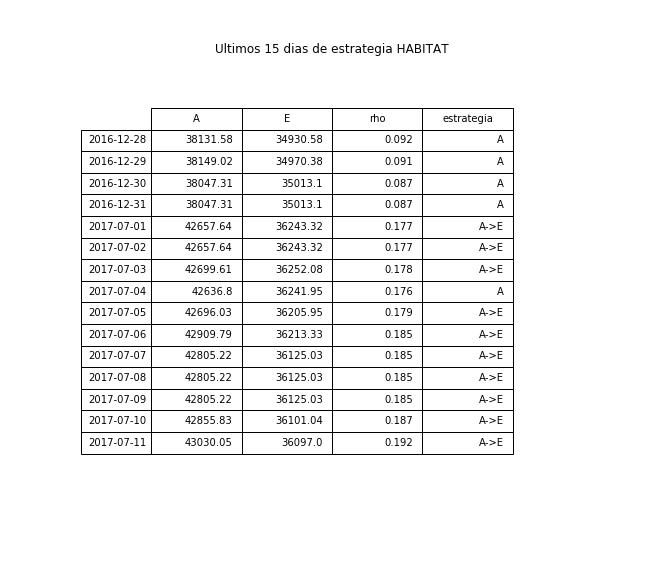 Ultimos 15 dias de estrategia HABITAT
A E rho estrategia
2016-12-28 38131.58 34930.58 0.092 A
2016-12-29 38149.02 34970.38 0.091 A
2016-12-30 38047.31 35013.1 0.087 A
2016-12-31 38047.31 35013.1 0.087 A
2017-07-01 42657.64 36243.32 0.177 A->E
2017-07-02 42657.64 36243.32 0.177 A->E
2017-07-03 42699.61 36252.08 0.178 A->E
2017-07-04 42636.8 36241.95 0.176 A
2017-07-05 42696.03 36205.95 0.179 A->E
2017-07-06 42909.79 36213.33 0.185 A->E
2017-07-07 42805.22 36125.03 0.185 A->E
2017-07-08 42805.22 36125.03 0.185 A->E
2017-07-09 42805.22 36125.03 0.185 A->E
2017-07-10 42855.83 36101.04 0.187 A->E
2017-07-11 43030.05 36097.0 0.192 A->E